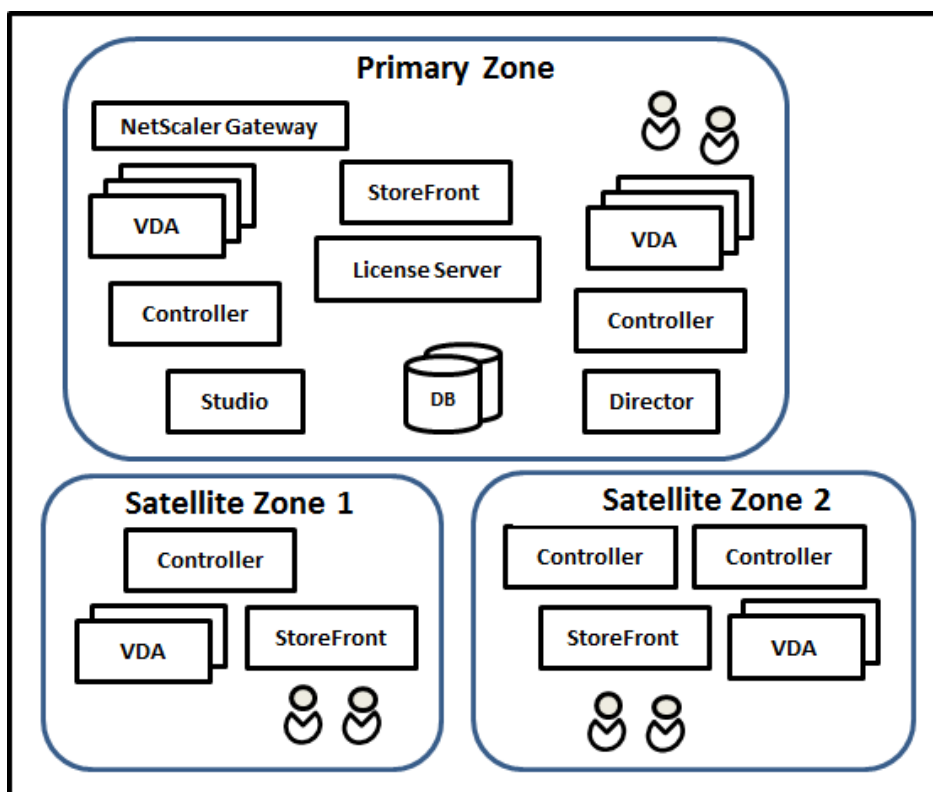 Primary Zone
NetScaler Gateway
StoreFront
VDA
VDA
License Server
Controller
Controller
Studio
DB
Director
Satellite Zone 1
Controller
VDA
StoreFront
Satellite Zone 2
Controller
Controller
StoreFront
VDA